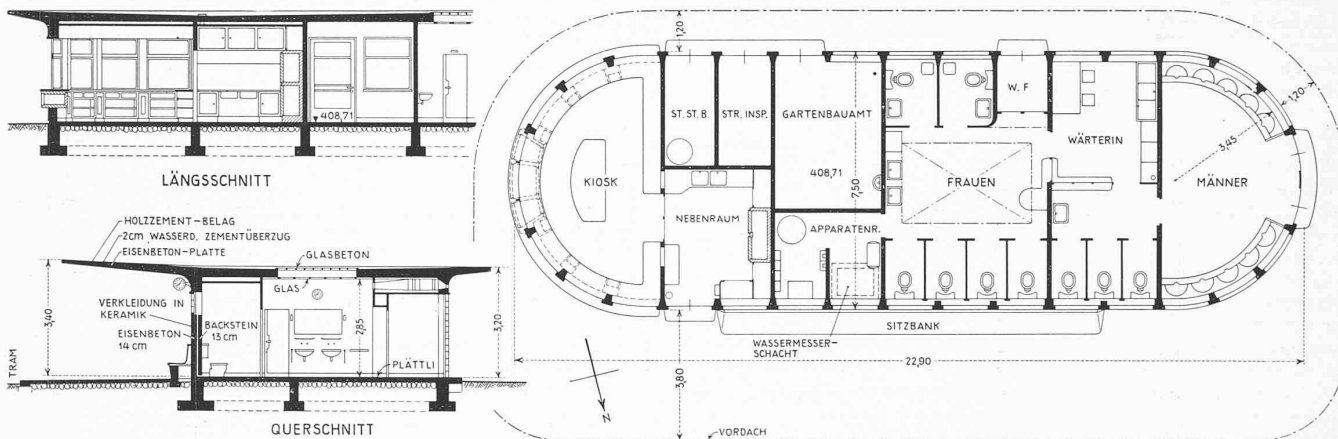 408,71
LÄNGSSCHNITT
HOLZZEMENT-BELAG
2cm WASSERD. ZEMENTÜBERZUG
EISENBETON-PLATTE
GLASBETON
GLAS
VERKLEIDUNG IN
KERAMIK
EISENBETON
14 cm
BACKSTEIN
13 cm
3,40
2,85
3,20
PLÄTTLI
TRAM
QUERSCHNITT
1,20
ST. ST. B.
STR. INSP.
GARTENBAUAMT
W. F
WÄRTERIN
1,20
3,45
KIOSK
408,71
7,50
FRAUEN
MÄNNER
NEBENRAUM
APPARATENR.
SITZBANK
WASSERMESSER-
SCHACHT
22,90
3,80
N
VORDACH